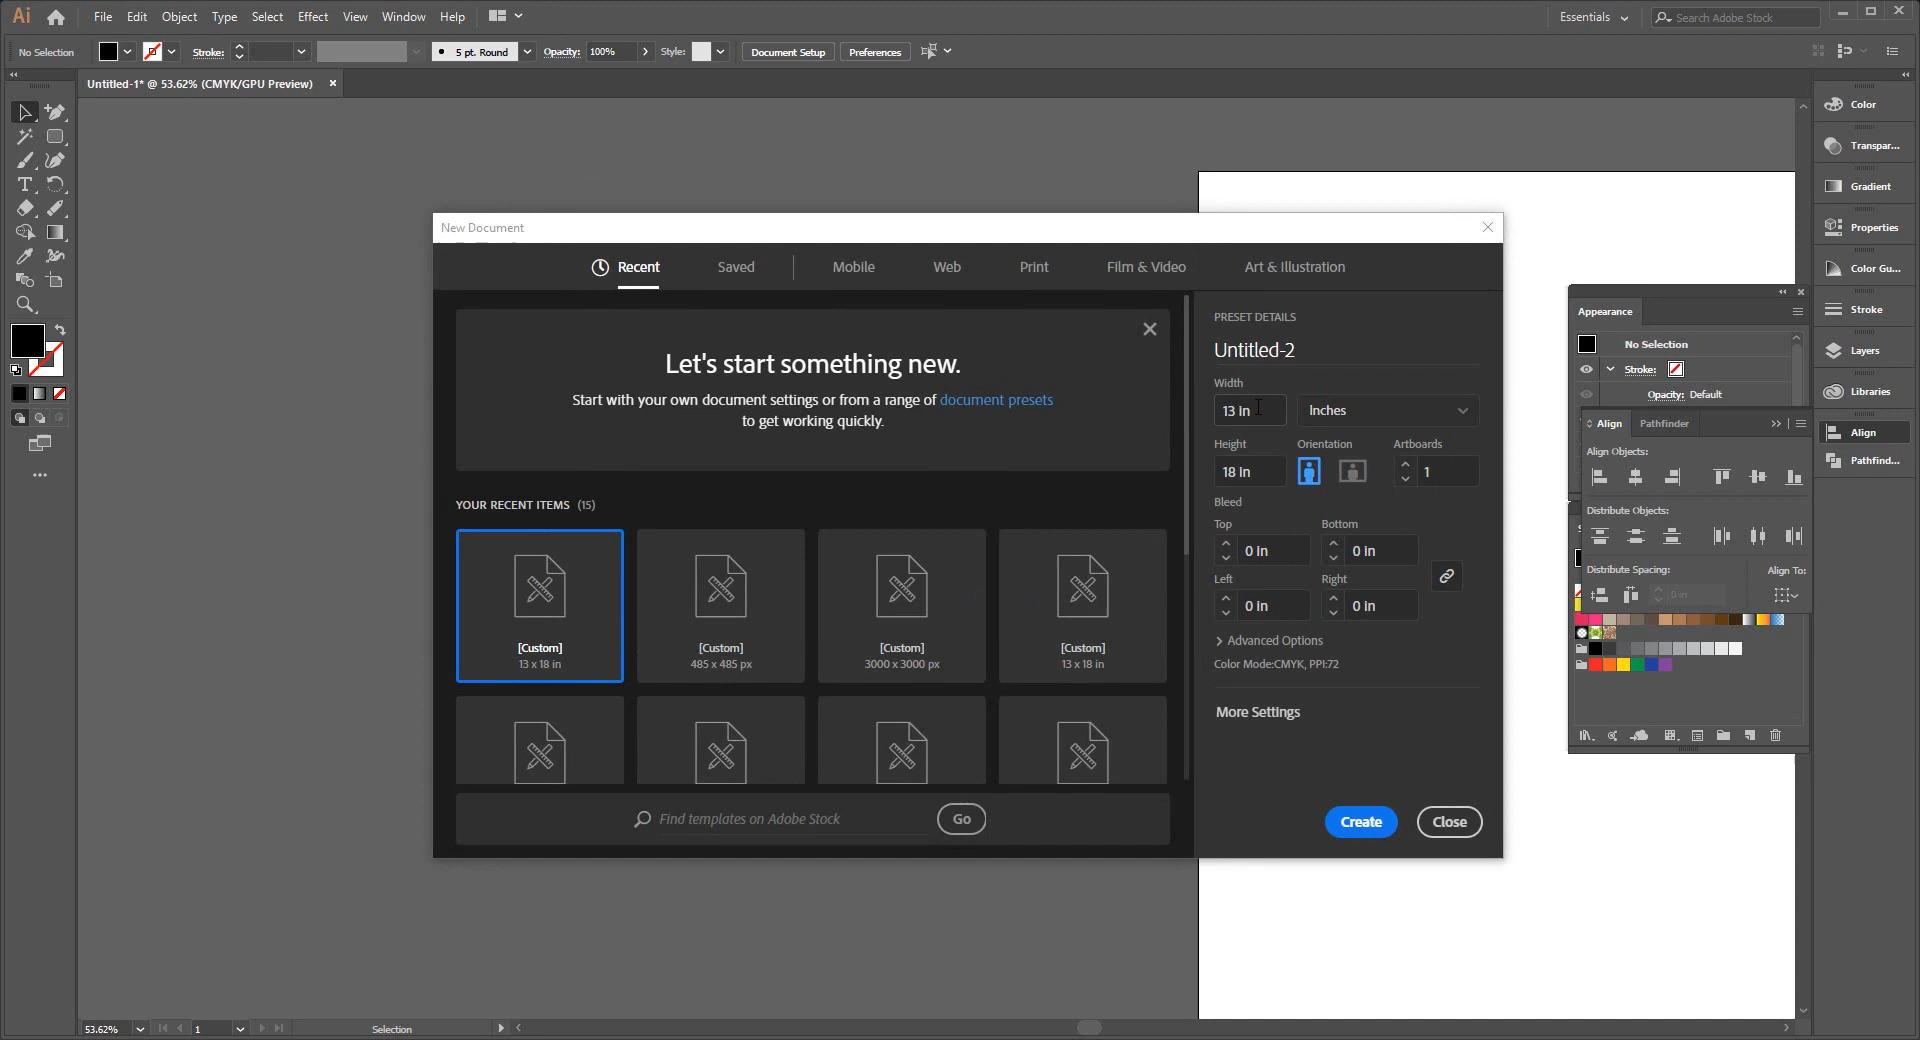 Ai File Edit Object Type Select Effect View Window Help Essentials Search Adobe Stock
No Selection Stroke: 5 pt. Round Opacity: 100% Style: Document Setup Preferences
Untitled-1* @ 53.62% (CMYK/GPU Preview)
New Document
Recent Saved Mobile Web Print Film & Video Art & Illustration
Let's start something new.
Start with your own document settings or from a range of document presets
to get working quickly.
YOUR RECENT ITEMS (15)
[Custom]
13 x 18 in
[Custom]
485 x 485 px
[Custom]
3000 x 3000 px
[Custom]
13 x 18 in
Find templates on Adobe Stock Go
PRESET DETAILS
Untitled-2
Width
13 in Inches
Height Orientation Artboards
18 in 1
Bleed
Top Bottom
0 in 0 in
Left Right
0 in 0 in
Advanced Options
Color Mode:CMYK, PPI:72
More Settings
Create Close
Appearance
No Selection
Stroke:
Opacity: Default
Align Pathfinder
Align Objects:
Distribute Objects:
Distribute Spacing: Align To:
0 in
Color
Transpar...
Gradient
Properties
Color Gu...
Stroke
Layers
Libraries
Align
Pathfind...
53.62% 1 Selection